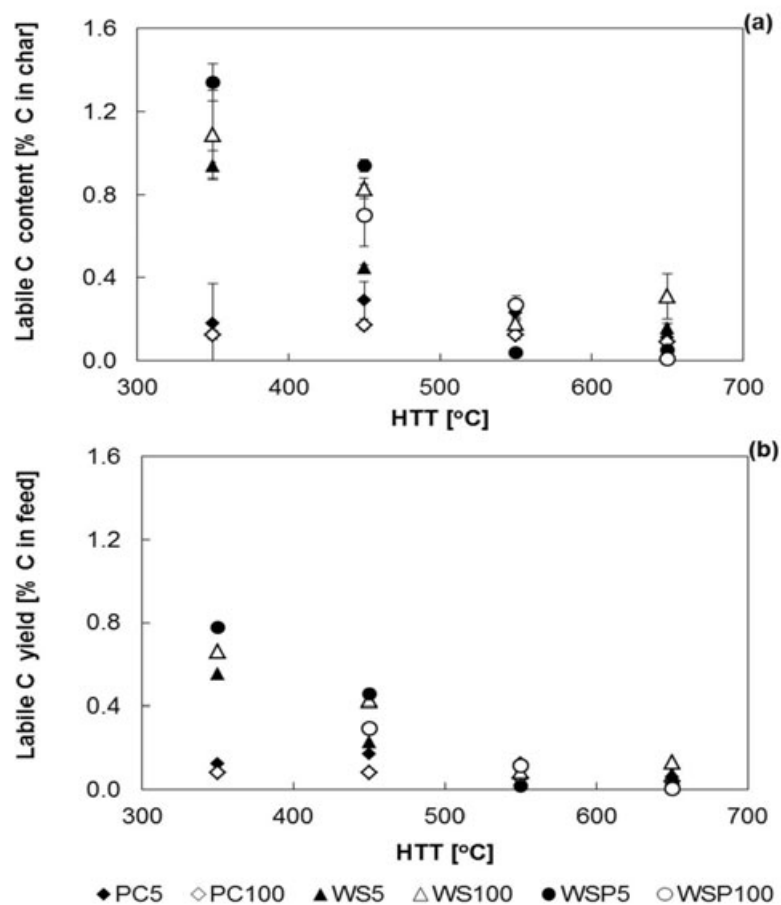 (a)
Labile C content [% C in char]
1.6
1.2
0.8
0.4
0.0
300 400 500 600 700
HTT [°C]
(b)
Labile C yield [% C in feed]
1.6
1.2
0.8
0.4
0.0
300 400 500 600 700
HTT [°C]
◆PC5 ◇PC100 ▲WS5 △WS100 ●WSP5 ○WSP100